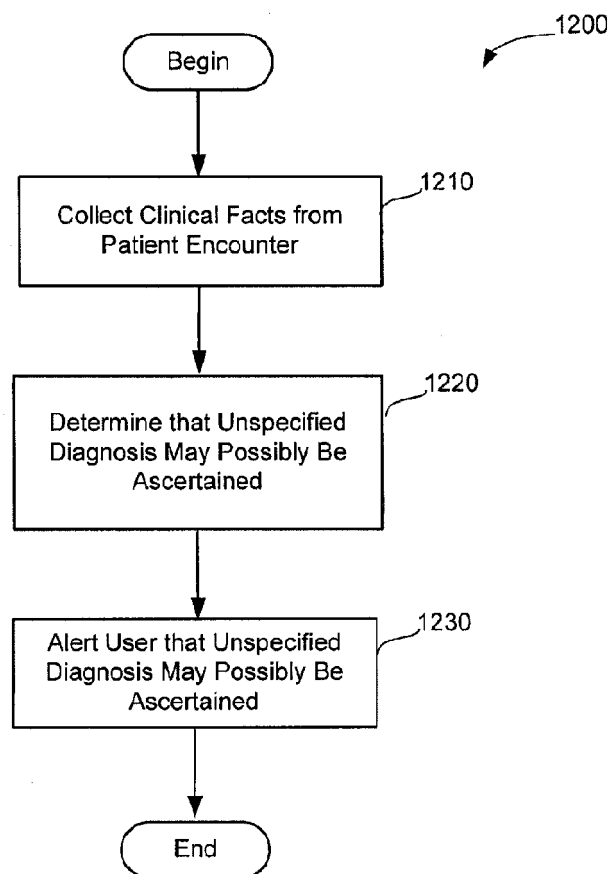 1200
Begin
1210
Collect Clinical Facts from
Patient Encounter
1220
Determine that Unspecified
Diagnosis May Possibly Be
Ascertained
1230
Alert User that Unspecified
Diagnosis May Possibly Be
Ascertained
End